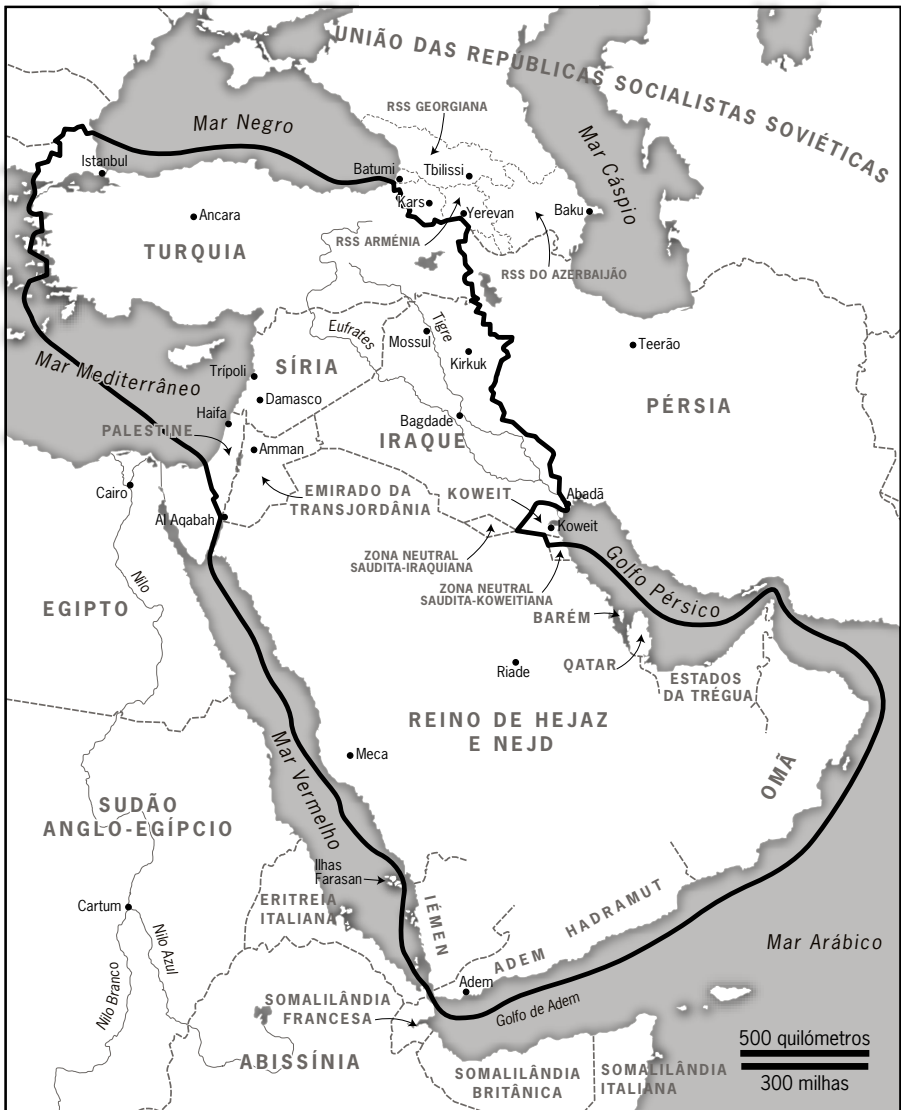 UNIÃO DAS REPÚBLICAS SOCIALISTAS SOVIÉTICAS
RSS GEORGIANA
Mar Negro
Mar Cáspio
Istanbul
Batumi
Tbilissi
Ancara
Kars
Yerevan
Baku
TURQUIA
RSS ARMÉNIA
RSS DO AZERBAIJÃO
Eufrates
Tigre
Mossul
Teerão
Mar Mediterrâneo
Trípoli
SÍRIA
Kirkuk
Damasco
PÉRSIA
Haifa
Bagdade
PALESTINE
IRAQUE
Amman
Cairo
EMIRADO DA
TRANSJORDÂNIA
KOWEIT
Abadã
Al Aqabah
Koweit
ZONA NEUTRAL
SAUDITA-IRAQUIANA
Golfo Pérsico
Nilo
ZONA NEUTRAL
SAUDITA-KOWEITIANA
EGIPTO
BARÉM
Riade
QATAR
ESTADOS
DA TRÉGUA
REINO DE HEJAZ
E NEJD
Meca
Mar Vermelho
OMÃ
SUDÃO
ANGLO-EGÍPCIO
Ilhas
Farasan
Cartum
ERITREIA
ITALIANA
IÉMEN
ADEM HADRAMUT
Nilo Azul
Mar Arábico
Nilo Branco
Adem
SOMALILÂNDIA
FRANCESA
Golfo de Adem
500 quilómetros
ABISSÍNIA
SOMALILÂNDIA
BRITÂNICA
SOMALILÂNDIA
ITALIANA
300 milhas